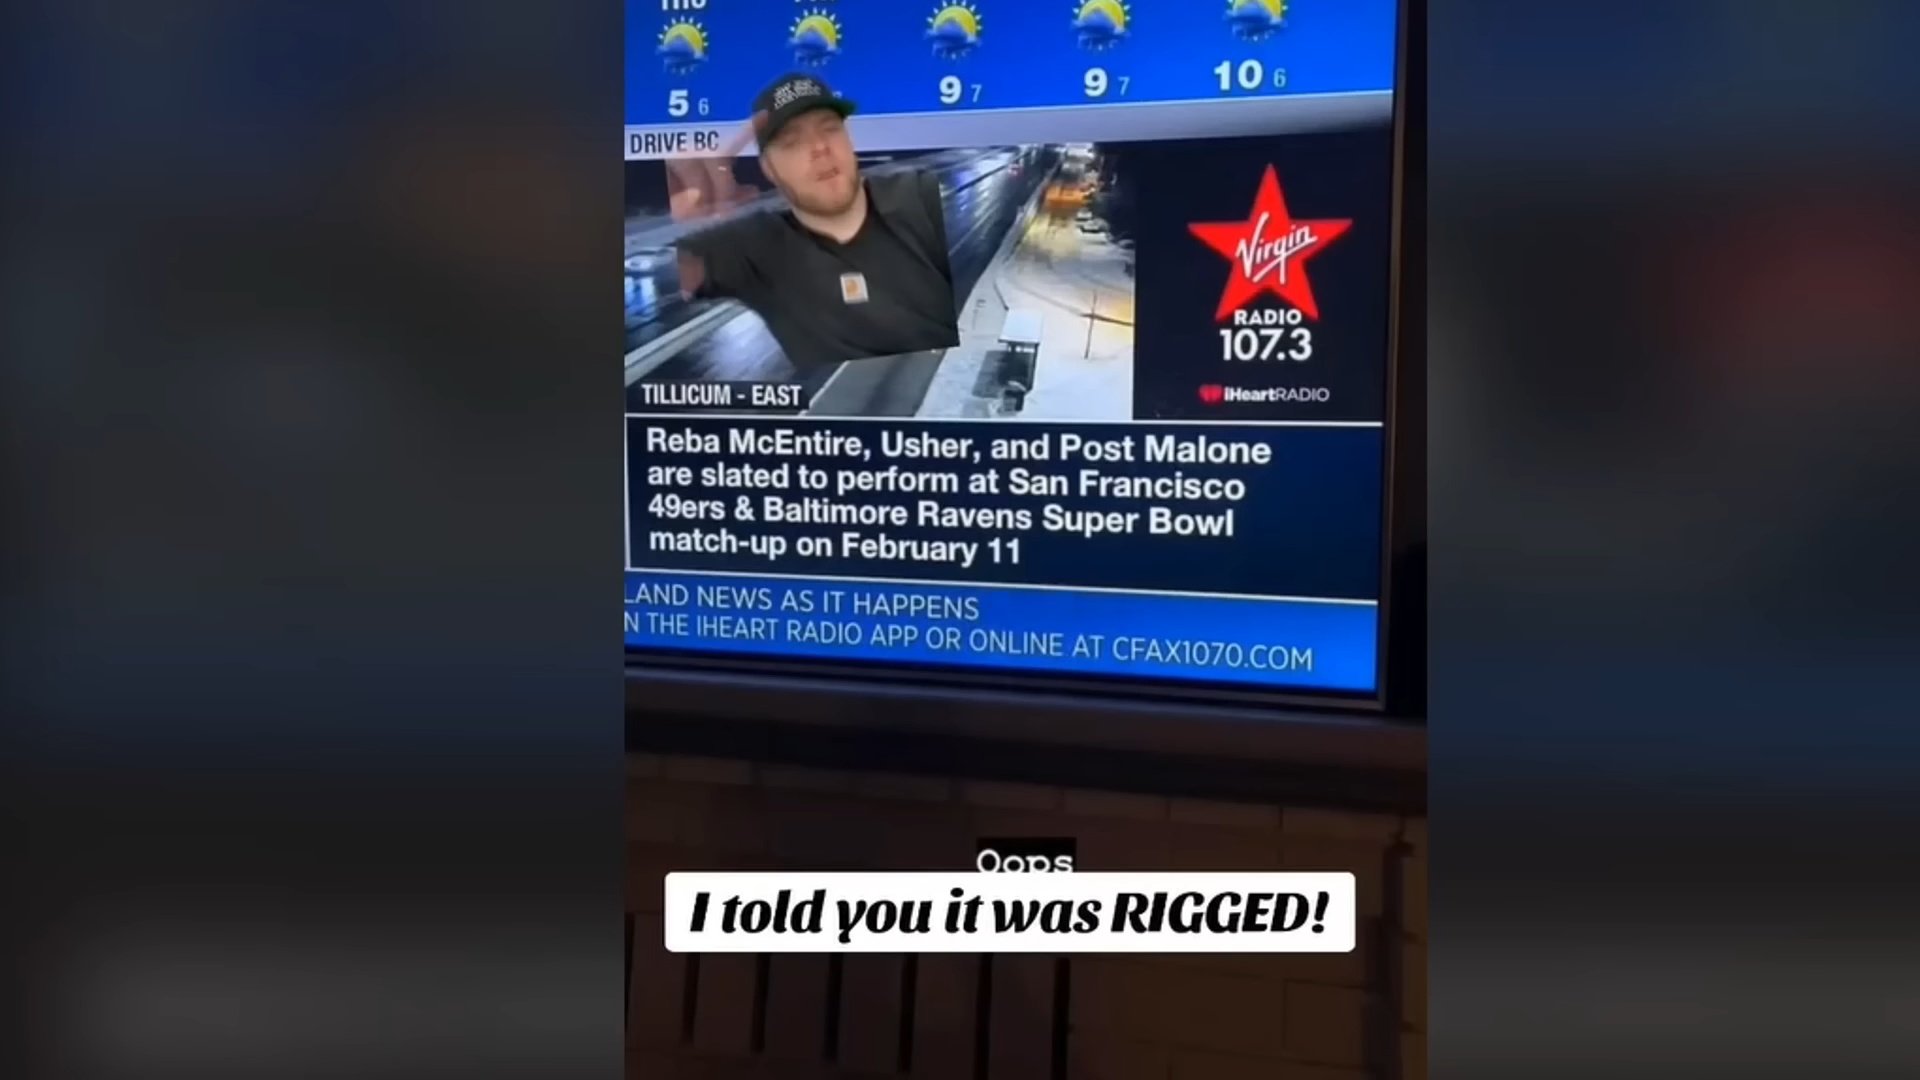 5 6
9 7
9 7
10 6
DRIVE BC
Virgin
RADIO
107.3
iHeartRADIO
TILLICUM - EAST
Reba McEntire, Usher, and Post Malone
are slated to perform at San Francisco
49ers & Baltimore Ravens Super Bowl
match-up on February 11
LAND NEWS AS IT HAPPENS
N THE IHEART RADIO APP OR ONLINE AT CFAX1070.COM
Oops
I told you it was RIGGED!